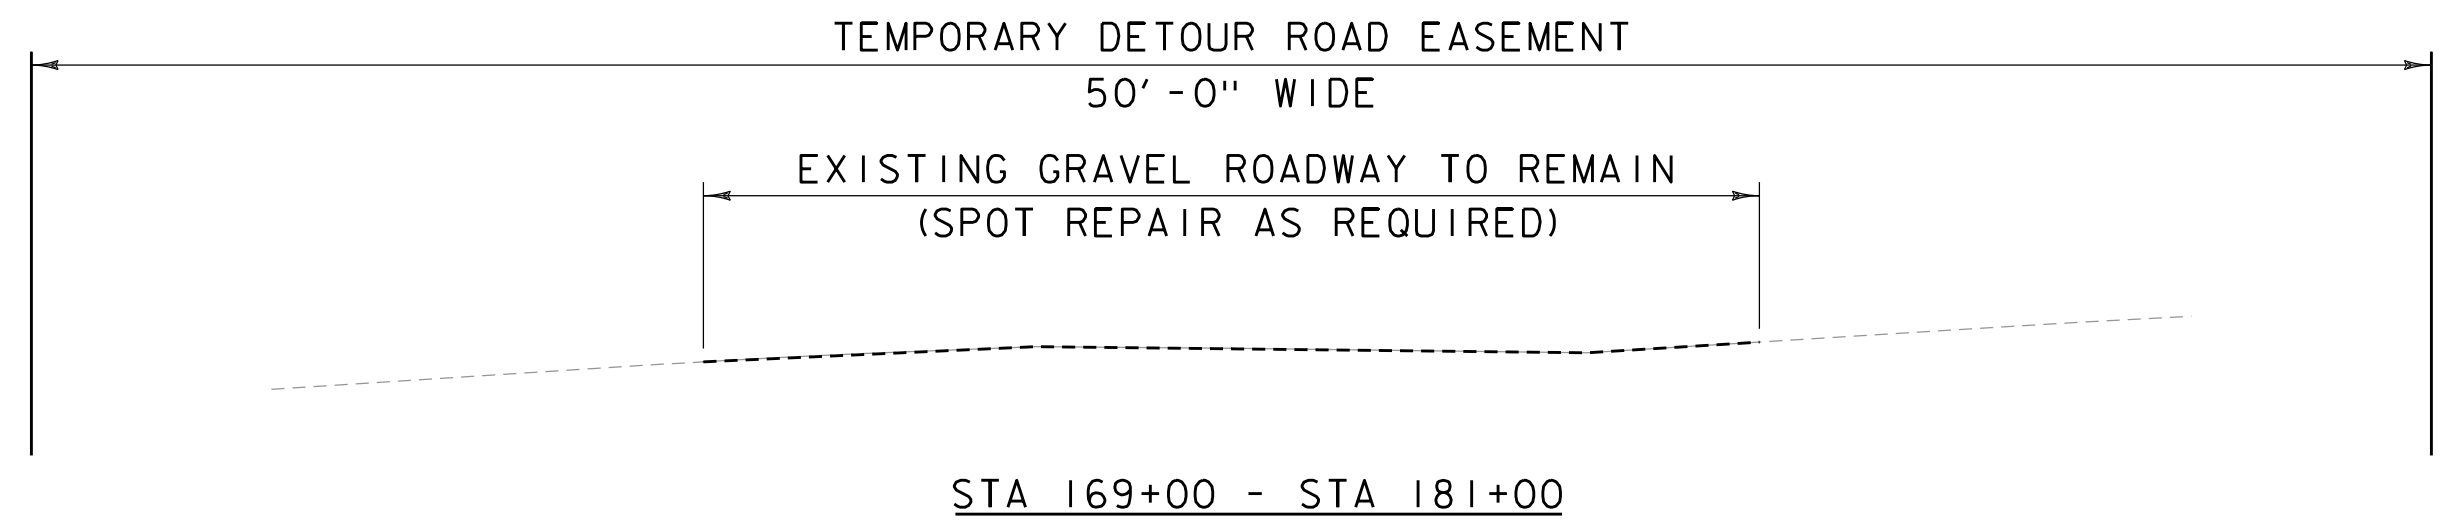 TEMPORARY DETOUR ROAD EASEMENT
50'-0" WIDE
EXISTING GRAVEL ROADWAY TO REMAIN
(SPOT REPAIR AS REQUIRED)
STA 169+00 - STA 181+00